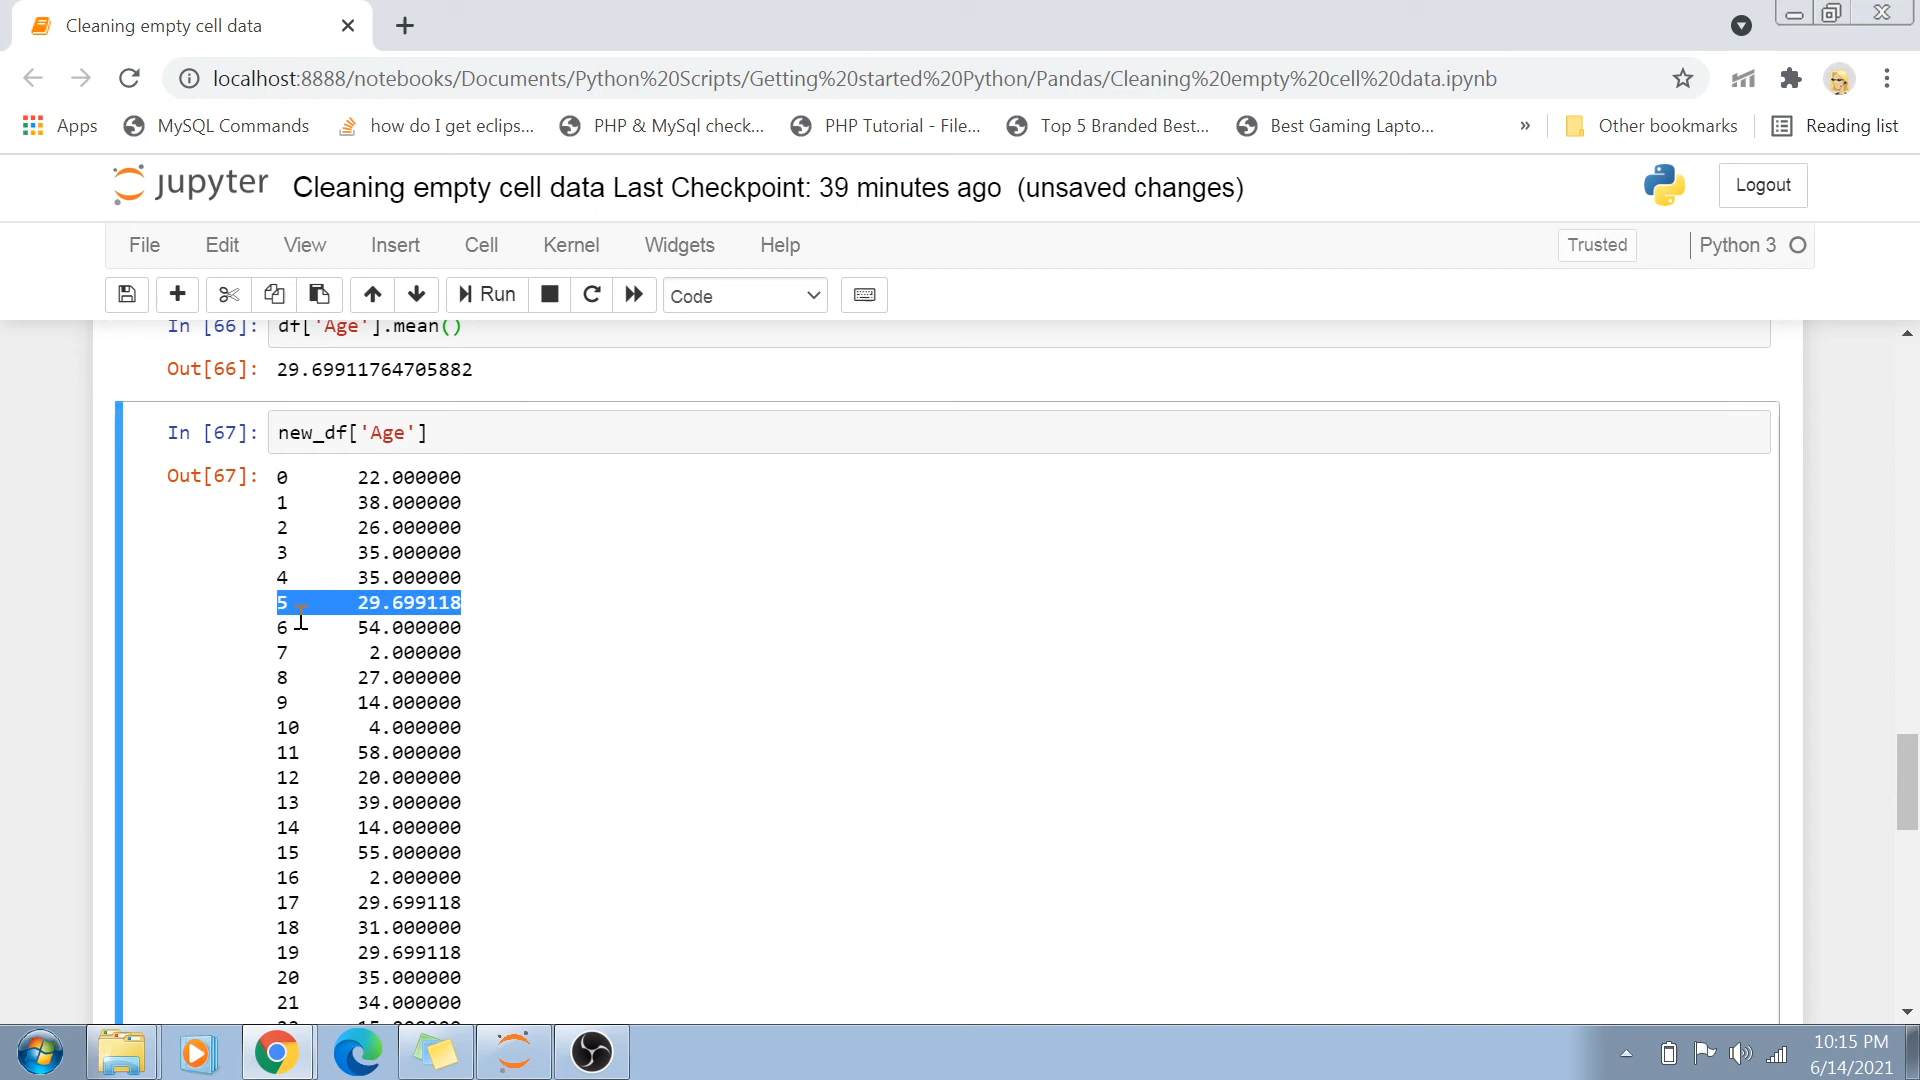 Cleaning empty cell data
localhost:8888/notebooks/Documents/Python%20Scripts/Getting%20started%20Python/Pandas/Cleaning%20empty%20cell%20data.ipynb
Apps MySQL Commands how do I get eclips... PHP & MySql check... PHP Tutorial - File... Top 5 Branded Best... Best Gaming Lapto... » Other bookmarks Reading list
jupyter Cleaning empty cell data Last Checkpoint: 39 minutes ago (unsaved changes) Logout
File Edit View Insert Cell Kernel Widgets Help Trusted Python 3
Run Code
In [66]: df['Age'].mean()
Out[66]: 29.69911764705882
In [67]: new_df['Age']
Out[67]: 0 22.000000
1 38.000000
2 26.000000
3 35.000000
4 35.000000
5 29.699118
6 54.000000
7 2.000000
8 27.000000
9 14.000000
10 4.000000
11 58.000000
12 20.000000
13 39.000000
14 14.000000
15 55.000000
16 2.000000
17 29.699118
18 31.000000
19 29.699118
20 35.000000
21 34.000000
10:15 PM
6/14/2021